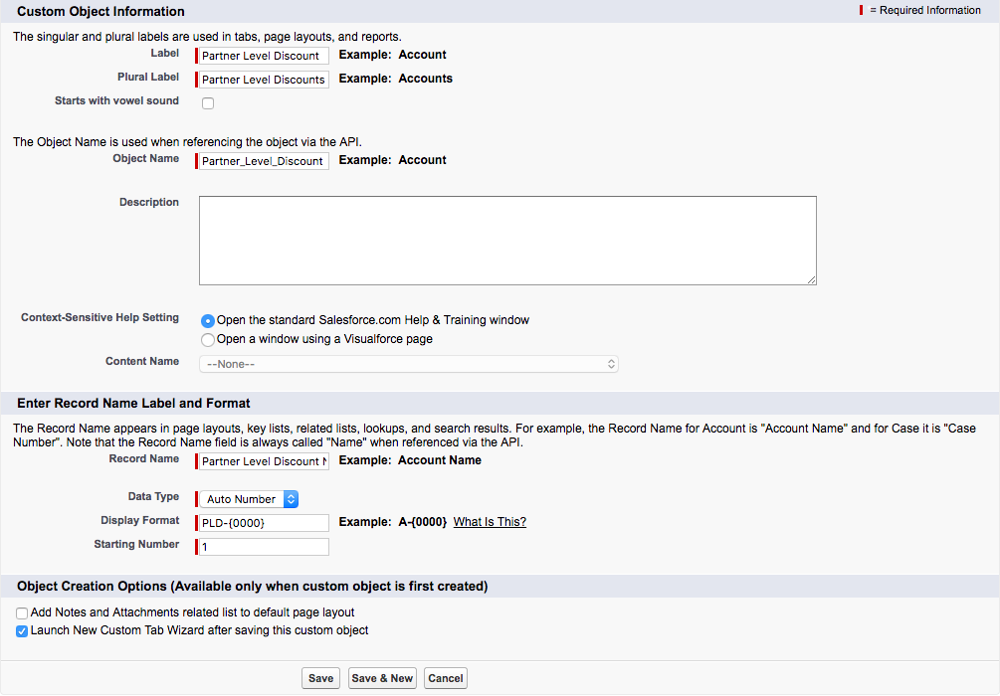 Custom Object Information
= Required Information
The singular and plural labels are used in tabs, page layouts, and reports.
Label Partner Level Discount Example: Account
Plural Label Partner Level Discounts Example: Accounts
Starts with vowel sound
The Object Name is used when referencing the object via the API.
Object Name Partner_Level_Discount Example: Account
Description
Context-Sensitive Help Setting Open the standard Salesforce.com Help & Training window
Open a window using a Visualforce page
Content Name --None--
Enter Record Name Label and Format
The Record Name appears in page layouts, key lists, related lists, lookups, and search results. For example, the Record Name for Account is "Account Name" and for Case it is "Case
Number". Note that the Record Name field is always called "Name" when referenced via the API.
Record Name Partner Level Discount N Example: Account Name
Data Type Auto Number
Display Format PLD-{0000} Example: A-{0000} What Is This?
Starting Number 1
Object Creation Options (Available only when custom object is first created)
Add Notes and Attachments related list to default page layout
Launch New Custom Tab Wizard after saving this custom object
Save Save & New Cancel